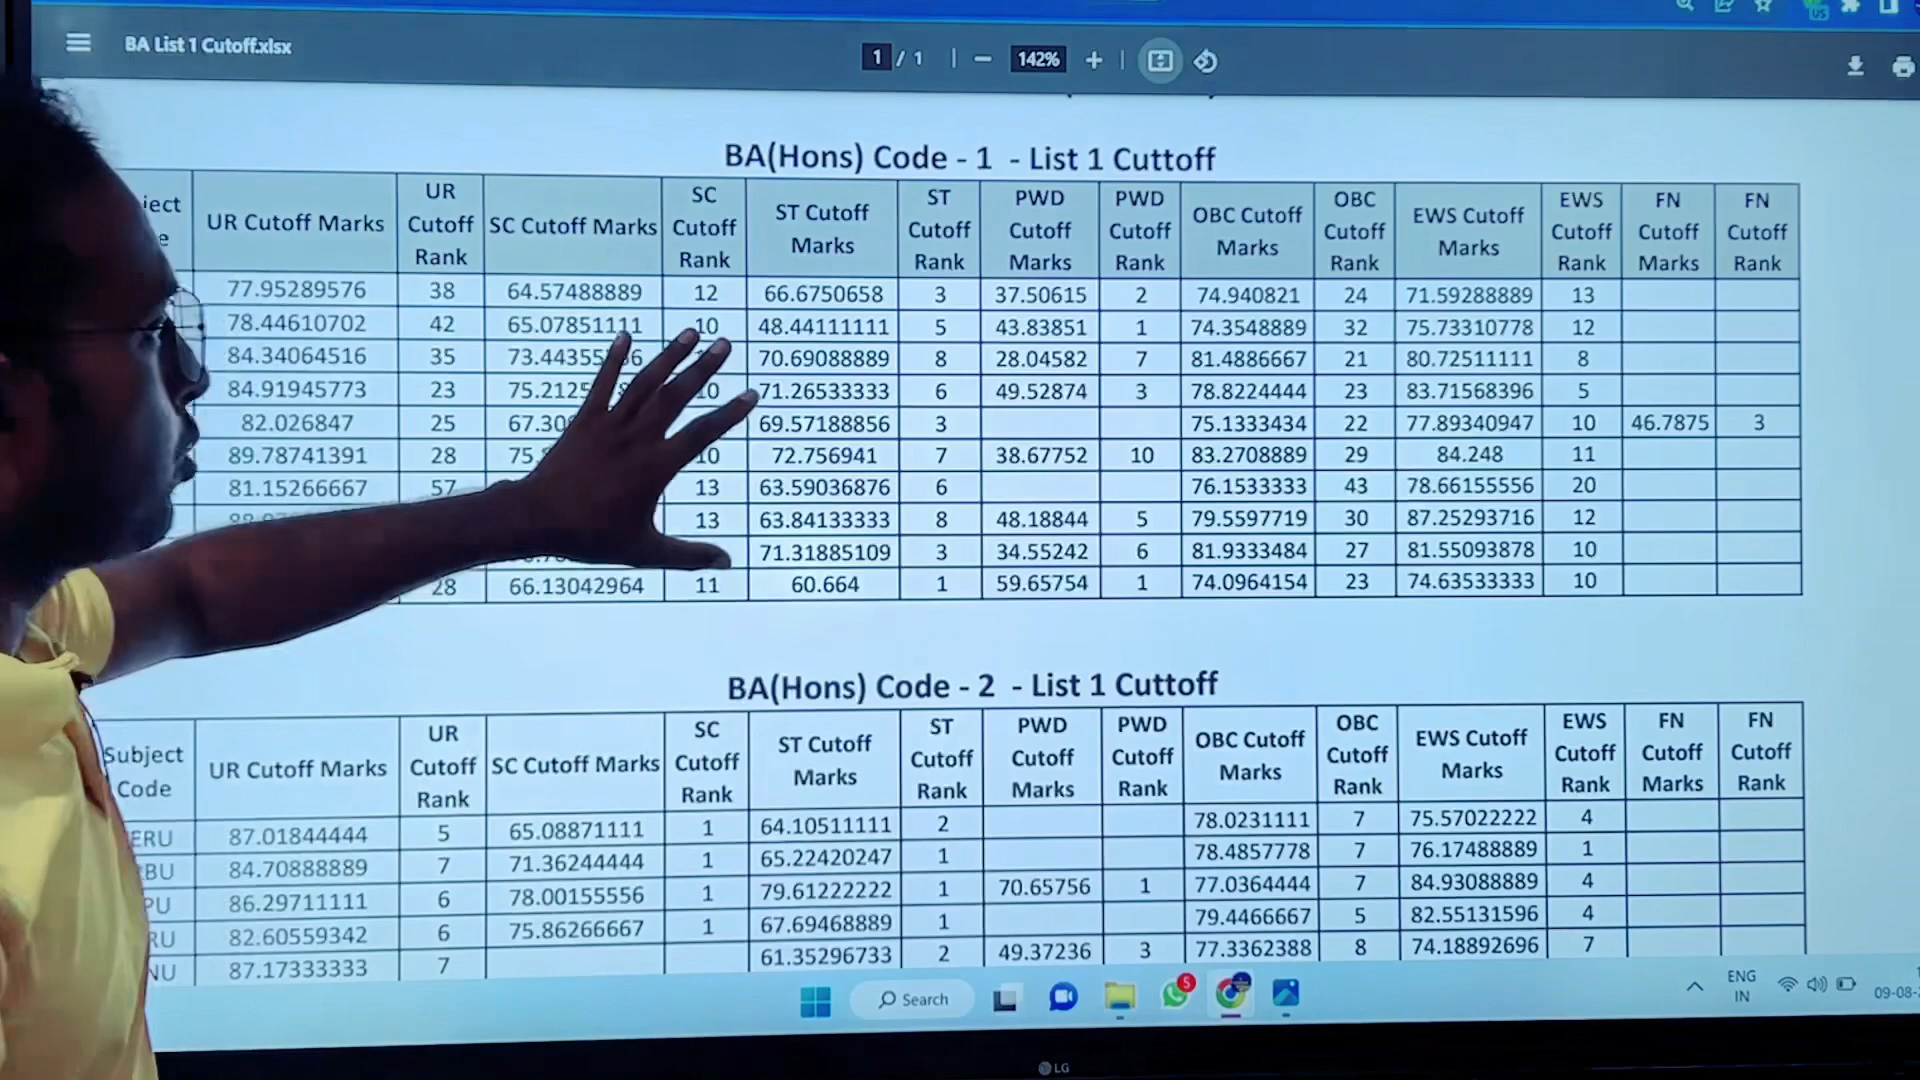 BA List 1 Cutoff.xlsx
1 / 1 | − 142% + |
BA(Hons) Code - 1 - List 1 Cuttoff
UR Cutoff Marks UR Cutoff Rank SC Cutoff Marks SC Cutoff Rank ST Cutoff Marks ST Cutoff Rank PWD Cutoff Marks PWD Cutoff Rank OBC Cutoff Marks OBC Cutoff Rank EWS Cutoff Marks EWS Cutoff Rank FN Cutoff Marks FN Cutoff Rank
77.95289576 38 64.57488889 12 66.6750658 3 37.50615 2 74.940821 24 71.59288889 13
78.44610702 42 65.07851111 10 48.44111111 5 43.83851 1 74.3548889 32 75.73310778 12
84.34064516 35 70.69088889 8 28.04582 7 81.4886667 21 80.72511111 8
84.91945773 23 71.26533333 6 49.52874 3 78.8224444 23 83.71568396 5
82.026847 25 69.57188856 3 75.1333434 22 77.89340947 10 46.7875 3
89.78741391 28 10 72.756941 7 38.67752 10 83.2708889 29 84.248 11
81.15266667 57 13 63.59036876 6 76.1533333 43 78.66155556 20
13 63.84133333 8 48.18844 5 79.5597719 30 87.25293716 12
71.31885109 3 34.55242 6 81.9333484 27 81.55093878 10
28 66.13042964 11 60.664 1 59.65754 1 74.0964154 23 74.63533333 10
BA(Hons) Code - 2 - List 1 Cuttoff
Subject Code UR Cutoff Marks UR Cutoff Rank SC Cutoff Marks SC Cutoff Rank ST Cutoff Marks ST Cutoff Rank PWD Cutoff Marks PWD Cutoff Rank OBC Cutoff Marks OBC Cutoff Rank EWS Cutoff Marks EWS Cutoff Rank FN Cutoff Marks FN Cutoff Rank
87.01844444 5 65.08871111 1 64.10511111 2 78.0231111 7 75.57022222 4
84.70888889 7 71.36244444 1 65.22420247 1 78.4857778 7 76.17488889 1
86.29711111 6 78.00155556 1 79.61222222 1 70.65756 1 77.0364444 7 84.93088889 4
82.60559342 6 75.86266667 1 67.69468889 1 79.4466667 5 82.55131596 4
87.17333333 7 61.35296733 2 49.37236 3 77.3362388 8 74.18892696 7
Search 5 ENG
IN
09-08-
LG